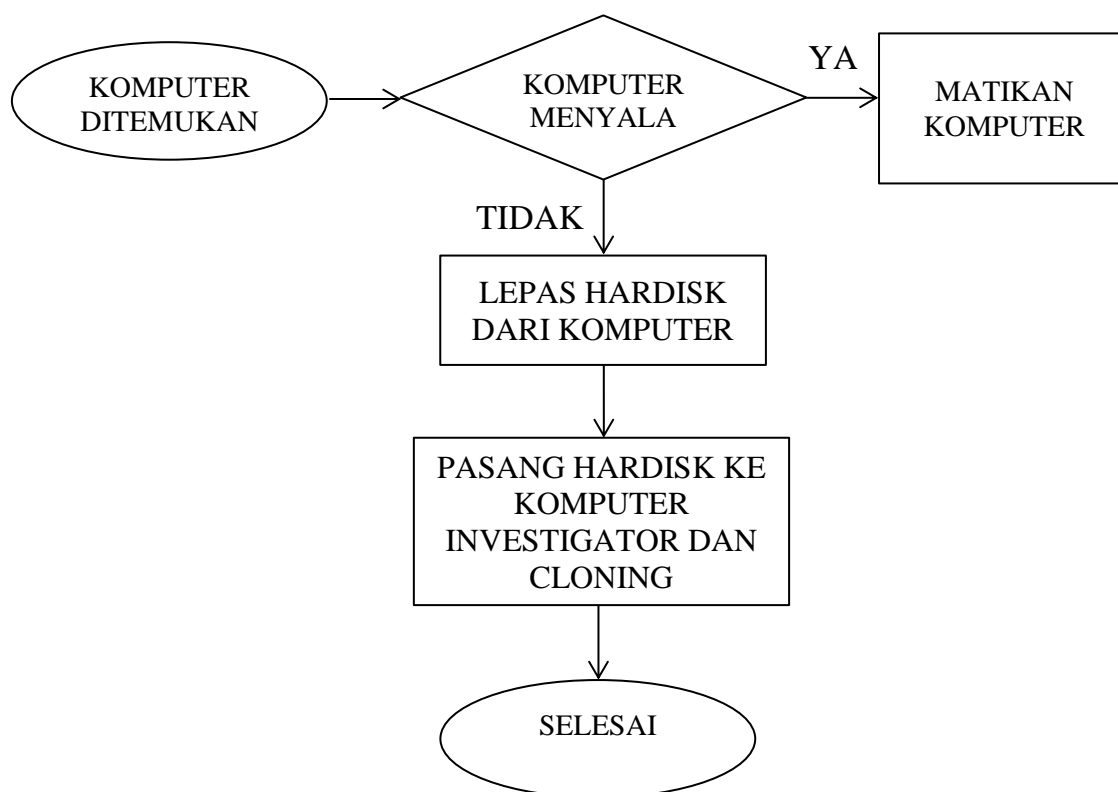 KOMPUTER
DITEMUKAN
KOMPUTER
MENYALA
YA
MATIKAN
KOMPUTER
TIDAK
LEPAS HARDISK
DARI KOMPUTER
PASANG HARDISK KE
KOMPUTER
INVESTIGATOR DAN
CLONING
SELESAI